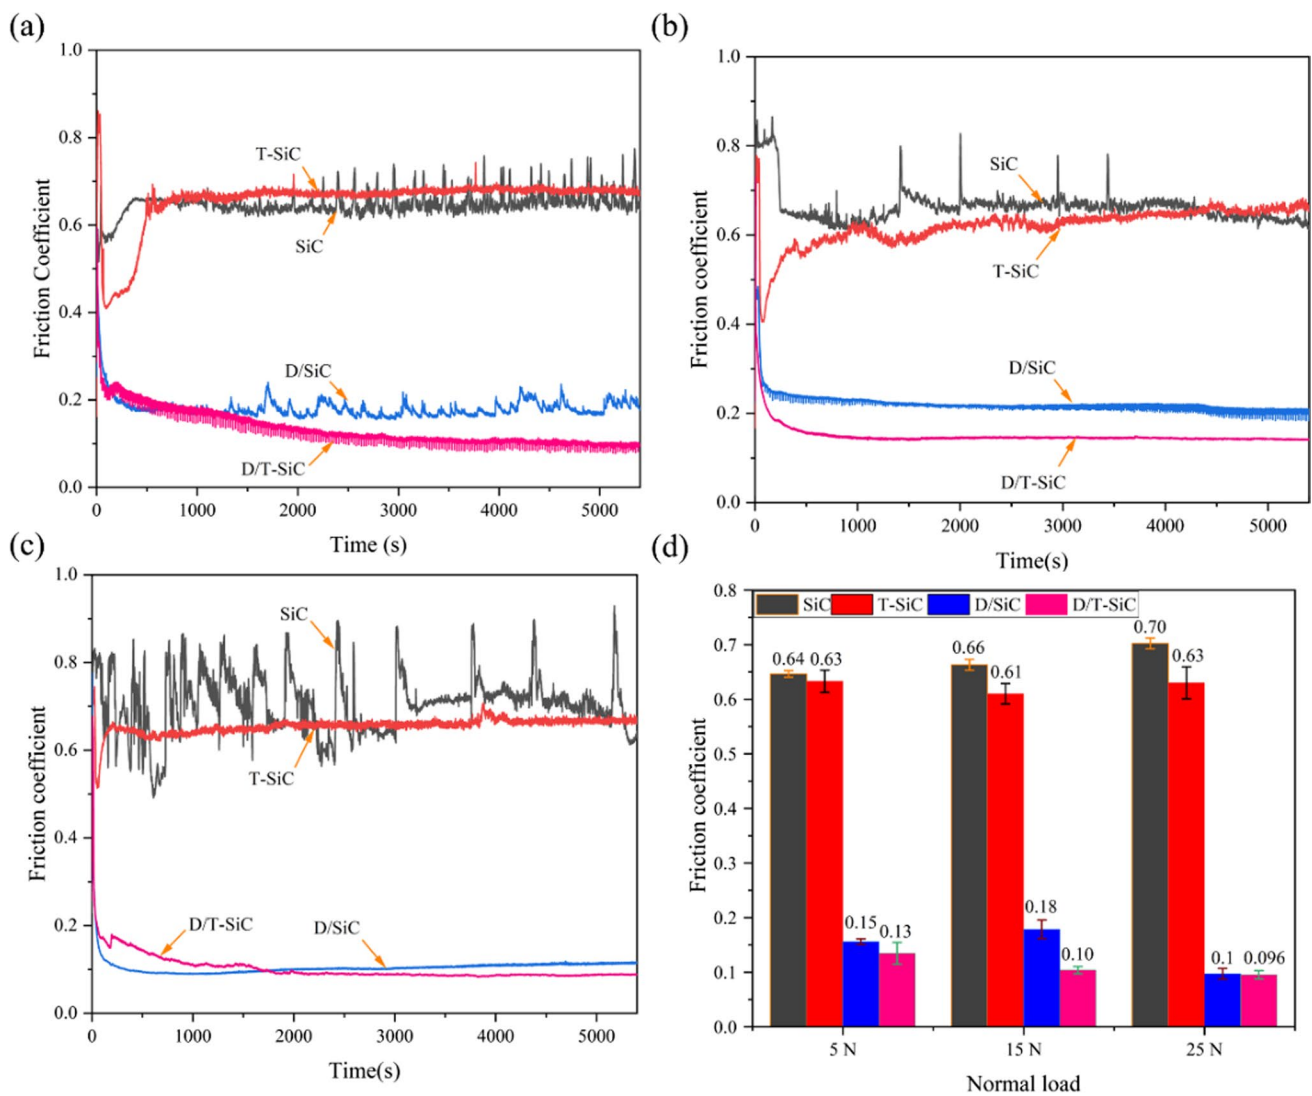 (a)
1.0
0.8
0.6
0.4
0.2
0.0
Friction Coefficient
T-SiC
SiC
D/SiC
D/T-SiC
0 1000 2000 3000 4000 5000
Time (s)
(b)
1.0
0.8
0.6
0.4
0.2
0.0
Friction coefficient
SiC
T-SiC
D/SiC
D/T-SiC
0 1000 2000 3000 4000 5000
Time(s)
(c)
1.0
0.8
0.6
0.4
0.2
0.0
Friction coefficient
SiC
T-SiC
D/T-SiC
D/SiC
0 1000 2000 3000 4000 5000
Time(s)
(d)
0.8
0.7
0.6
0.5
0.4
0.3
0.2
0.1
0.0
Friction coefficient
SiC T-SiC D/SiC D/T-SiC
0.64 0.63 0.15 0.13
0.66 0.61 0.18 0.10
0.70 0.63 0.1 0.096
5 N 15 N 25 N
Normal load